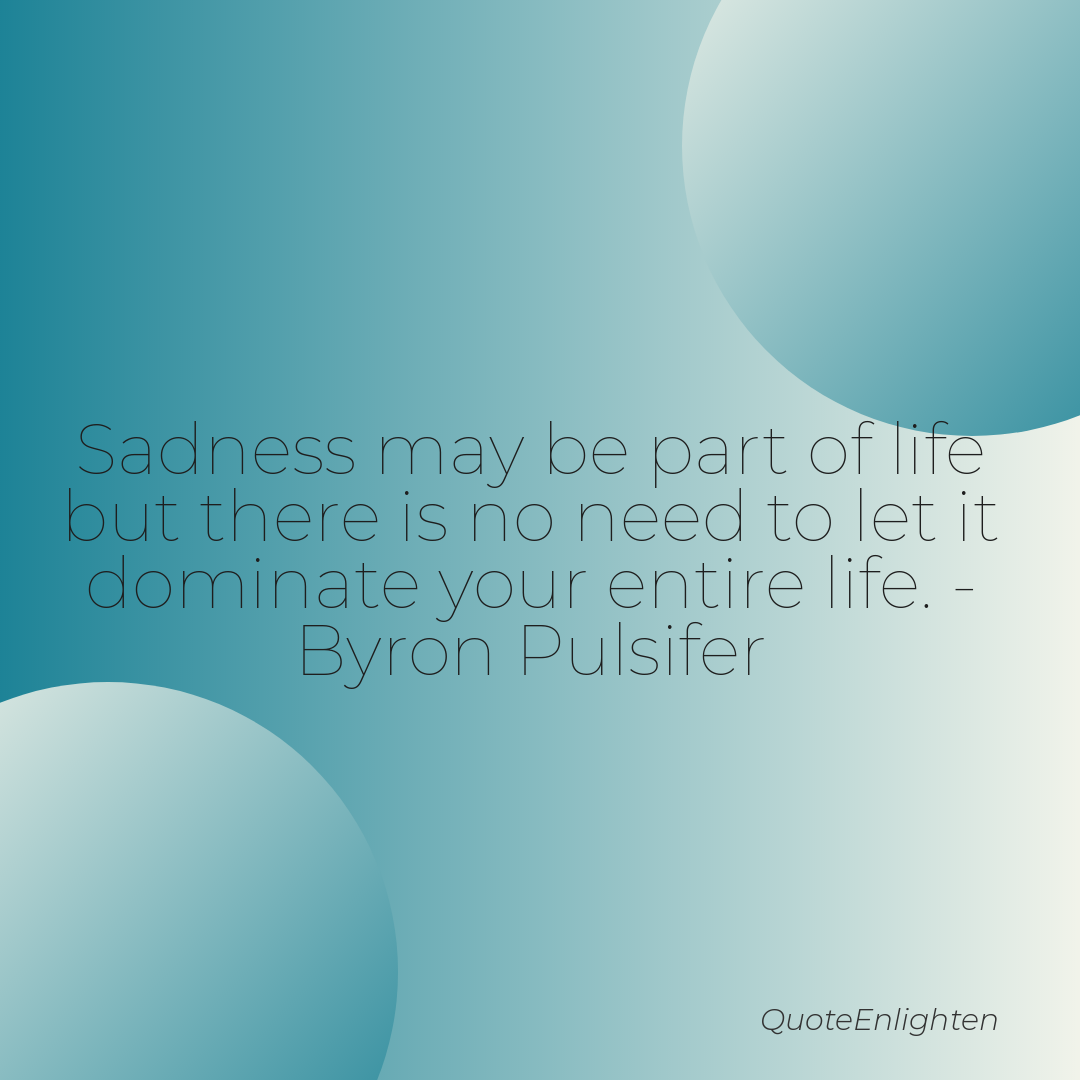 Sadness may be part of life
but there is no need to let it
dominate your entire life. -
Byron Pulsifer
QuoteEnlighten